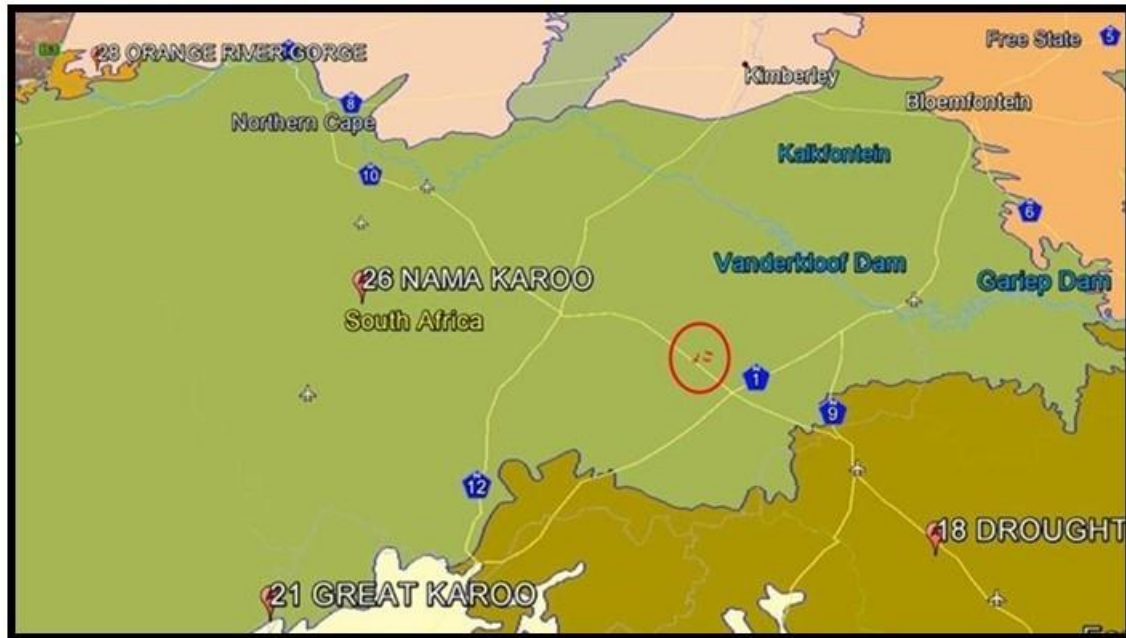 Free State
5
28 ORANGE RIVER GORGE
Kimberley
Bloemfontein
8
Northern Cape
Kalkfontein
10
6
Vanderkloof Dam
Gariep Dam
26 NAMA KAROO
South Africa
1
9
12
18 DROUGHT
21 GREAT KAROO